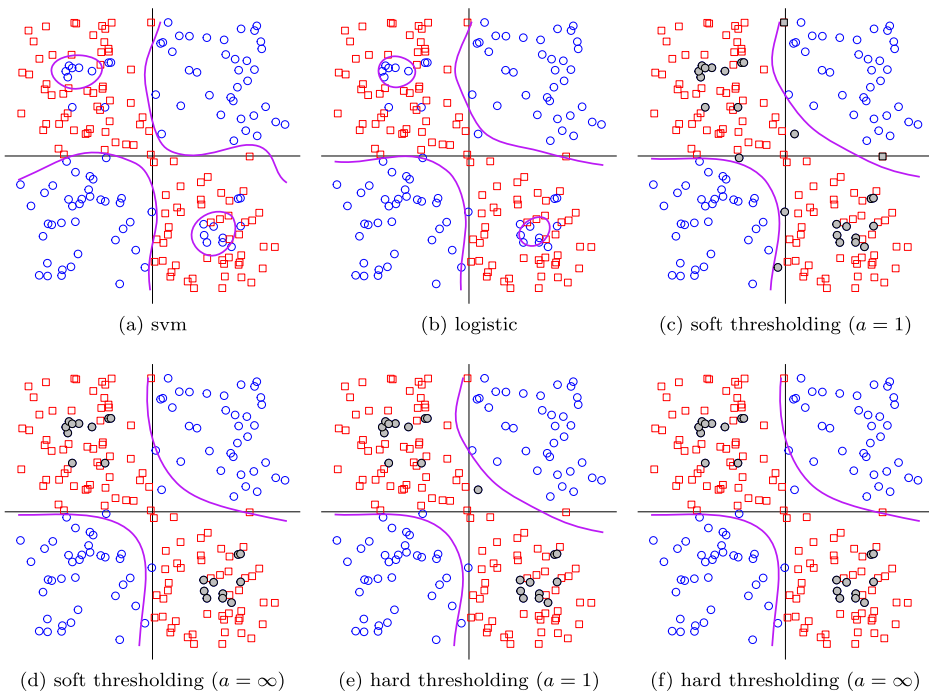 (a) svm
(b) logistic
(c) soft thresholding (a = 1)
(d) soft thresholding (a = ∞)
(e) hard thresholding (a = 1)
(f) hard thresholding (a = ∞)